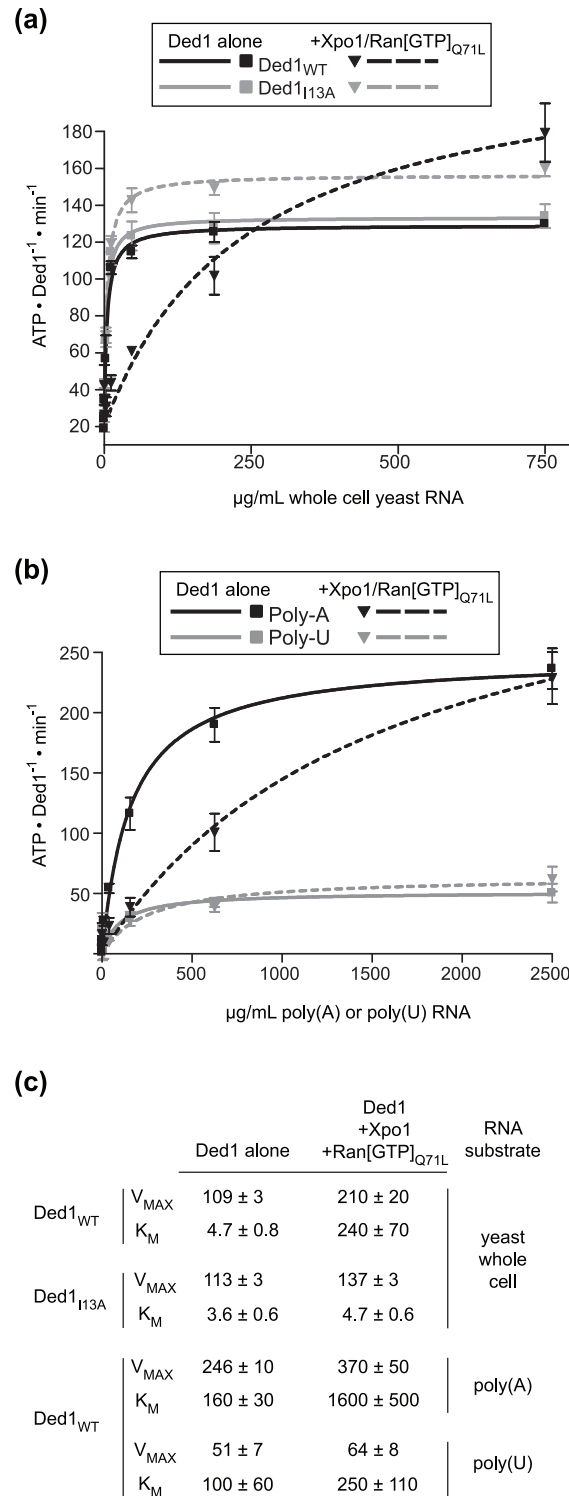 (a)
Ded1 alone +Xpo1/Ran[GTP]Q71L
Ded1WT
Ded1I13A
180
160
140
120
100
80
60
40
20
ATP • Ded1⁻¹ • min⁻¹
0 250 500 750
µg/mL whole cell yeast RNA
(b)
Ded1 alone +Xpo1/Ran[GTP]Q71L
Poly-A
Poly-U
250
200
150
100
50
ATP • Ded1⁻¹ • min⁻¹
0 500 1000 1500 2000 2500
µg/mL poly(A) or poly(U) RNA
(c)
Ded1 alone
Ded1
+Xpo1
+Ran[GTP]Q71L
RNA
substrate
Ded1WT
VMAX 109 ± 3 210 ± 20
KM 4.7 ± 0.8 240 ± 70
Ded1I13A
VMAX 113 ± 3 137 ± 3
KM 3.6 ± 0.6 4.7 ± 0.6
yeast
whole
cell
Ded1WT
VMAX 246 ± 10 370 ± 50
KM 160 ± 30 1600 ± 500
poly(A)
VMAX 51 ± 7 64 ± 8
KM 100 ± 60 250 ± 110
poly(U)